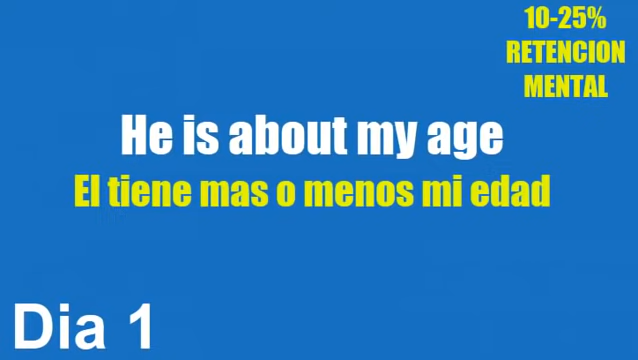 10-25%
RETENCION
MENTAL
He is about my age
El tiene mas o menos mi edad
Dia 1